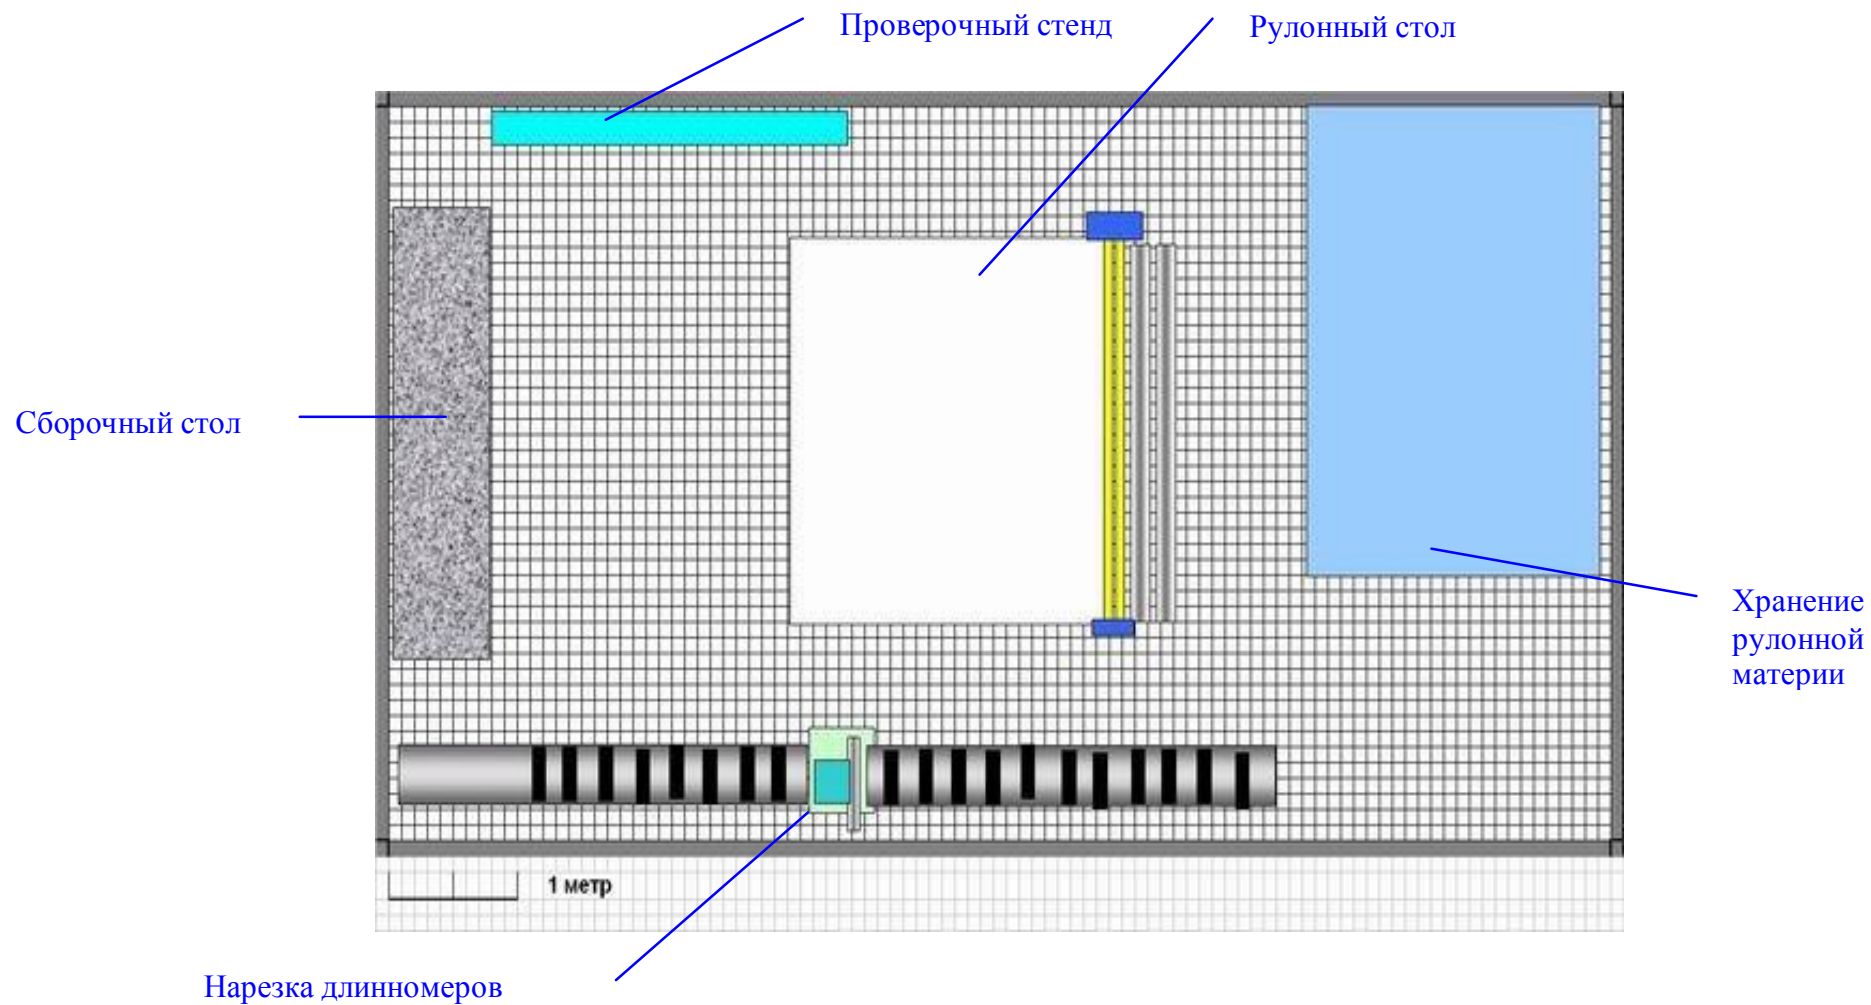 Проверочный стенд
Рулонный стол
Сборочный стол
Хранение
рулонной
материи
1 метр
Нарезка длинномеров